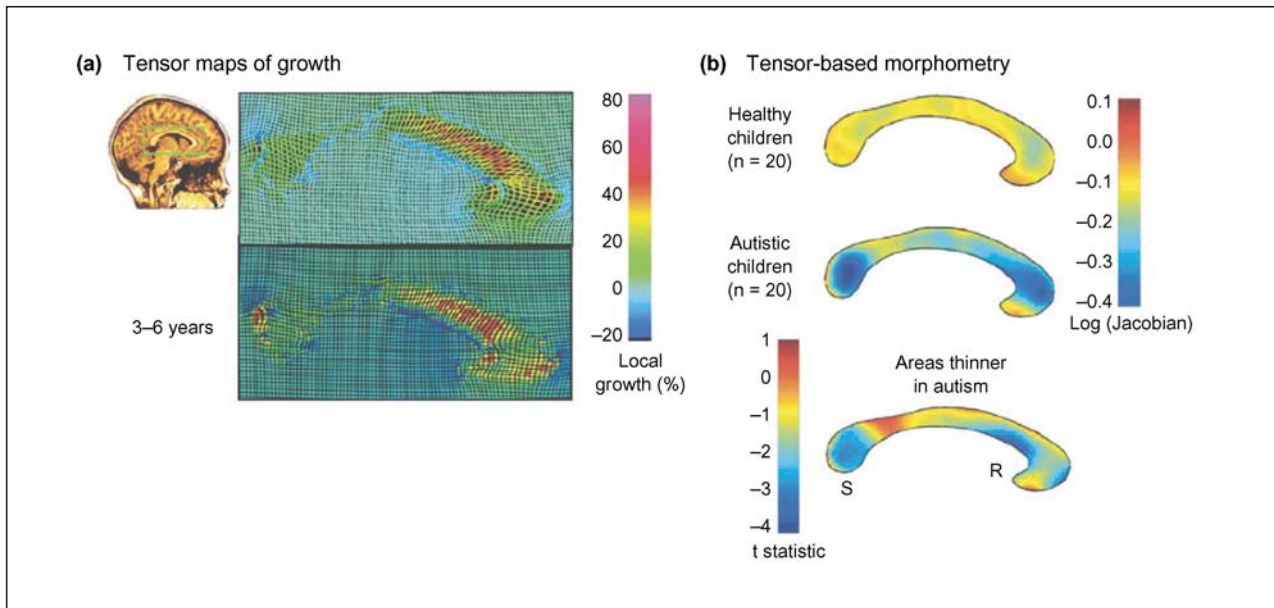 (a) Tensor maps of growth
3–6 years
80
60
40
20
0
–20
Local
growth (%)
(b) Tensor-based morphometry
Healthy
children
(n = 20)
Autistic
children
(n = 20)
0.1
0.0
–0.1
–0.2
–0.3
–0.4
Log (Jacobian)
1
0
–1
–2
–3
–4
t statistic
Areas thinner
in autism
S
R